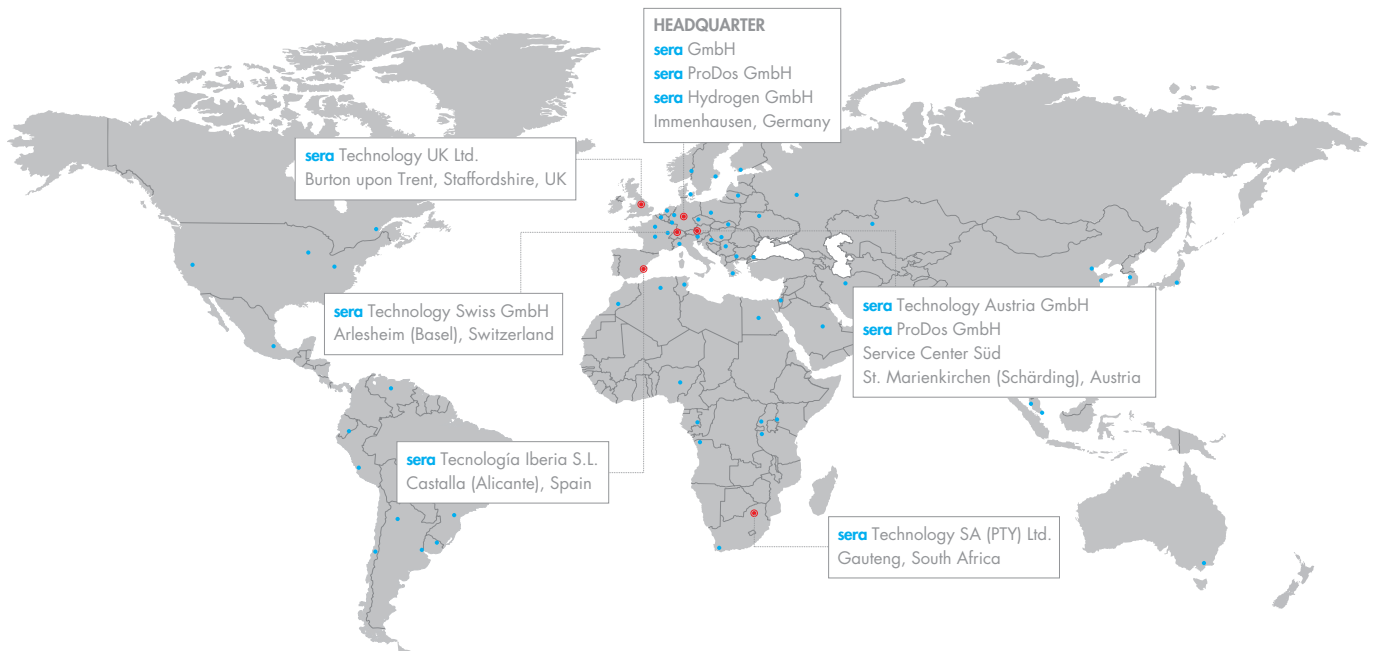 HEADQUARTER
sera GmbH
sera ProDos GmbH
sera Hydrogen GmbH
Immenhausen, Germany
sera Technology UK Ltd.
Burton upon Trent, Staffordshire, UK
sera Technology Swiss GmbH
Arlesheim (Basel), Switzerland
sera Technology Austria GmbH
sera ProDos GmbH
Service Center Süd
St. Marienkirchen (Schärding), Austria
sera Tecnología Iberia S.L.
Castalla (Alicante), Spain
sera Technology SA (PTY) Ltd.
Gauteng, South Africa